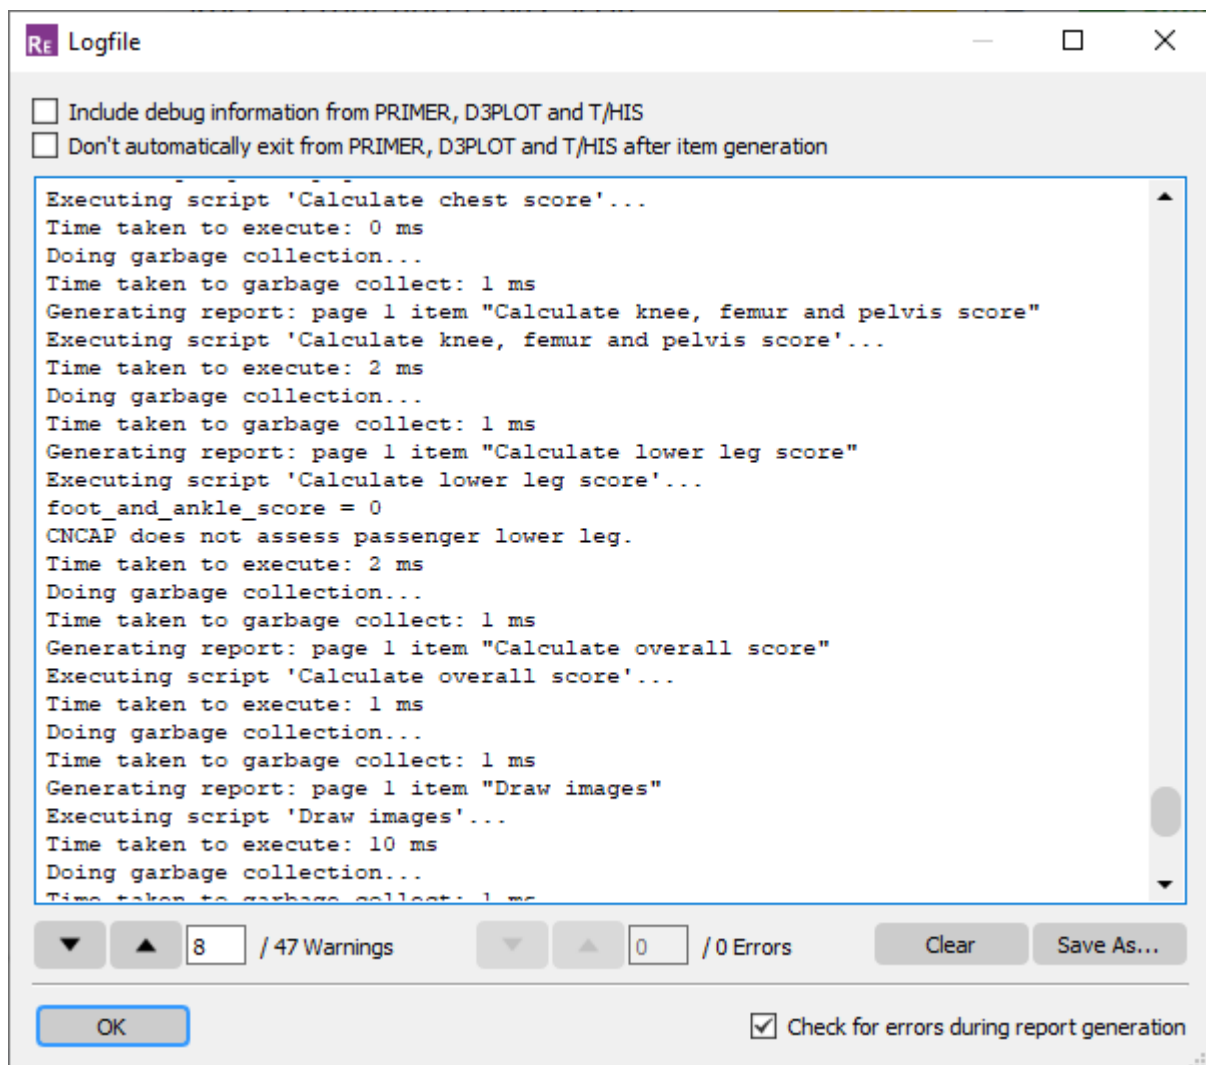 RE Logfile
Include debug information from PRIMER, D3PLOT and T/HIS
Don't automatically exit from PRIMER, D3PLOT and T/HIS after item generation
Executing script 'Calculate chest score'...
Time taken to execute: 0 ms
Doing garbage collection...
Time taken to garbage collect: 1 ms
Generating report: page 1 item "Calculate knee, femur and pelvis score"
Executing script 'Calculate knee, femur and pelvis score'...
Time taken to execute: 2 ms
Doing garbage collection...
Time taken to garbage collect: 1 ms
Generating report: page 1 item "Calculate lower leg score"
Executing script 'Calculate lower leg score'...
foot_and_ankle_score = 0
CNCAP does not assess passenger lower leg.
Time taken to execute: 2 ms
Doing garbage collection...
Time taken to garbage collect: 1 ms
Generating report: page 1 item "Calculate overall score"
Executing script 'Calculate overall score'...
Time taken to execute: 1 ms
Doing garbage collection...
Time taken to garbage collect: 1 ms
Generating report: page 1 item "Draw images"
Executing script 'Draw images'...
Time taken to execute: 10 ms
Doing garbage collection...
Time taken to garbage collect: 1 ms
8 / 47 Warnings 0 / 0 Errors Clear Save As...
OK Check for errors during report generation